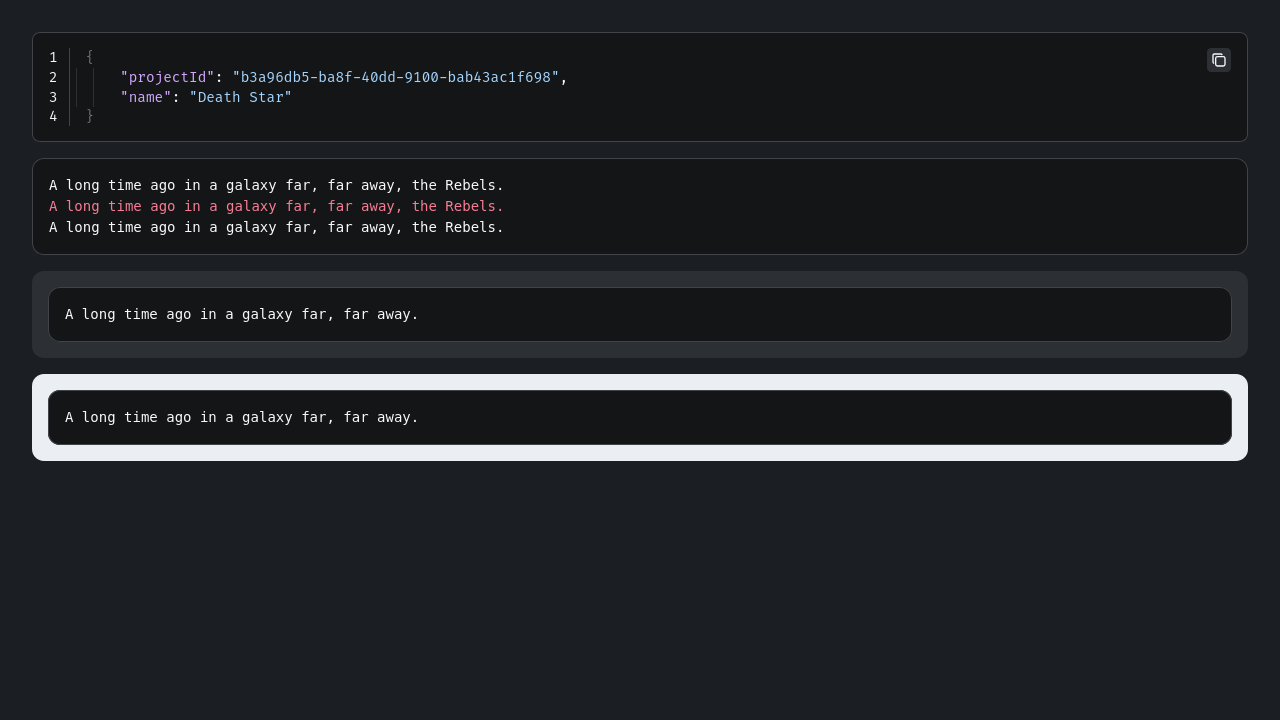 1 {
2 "projectId": "b3a96db5-ba8f-40dd-9100-bab43ac1f698",
3 "name": "Death Star"
4 }
A long time ago in a galaxy far, far away, the Rebels.
A long time ago in a galaxy far, far away, the Rebels.
A long time ago in a galaxy far, far away, the Rebels.
A long time ago in a galaxy far, far away.
A long time ago in a galaxy far, far away.